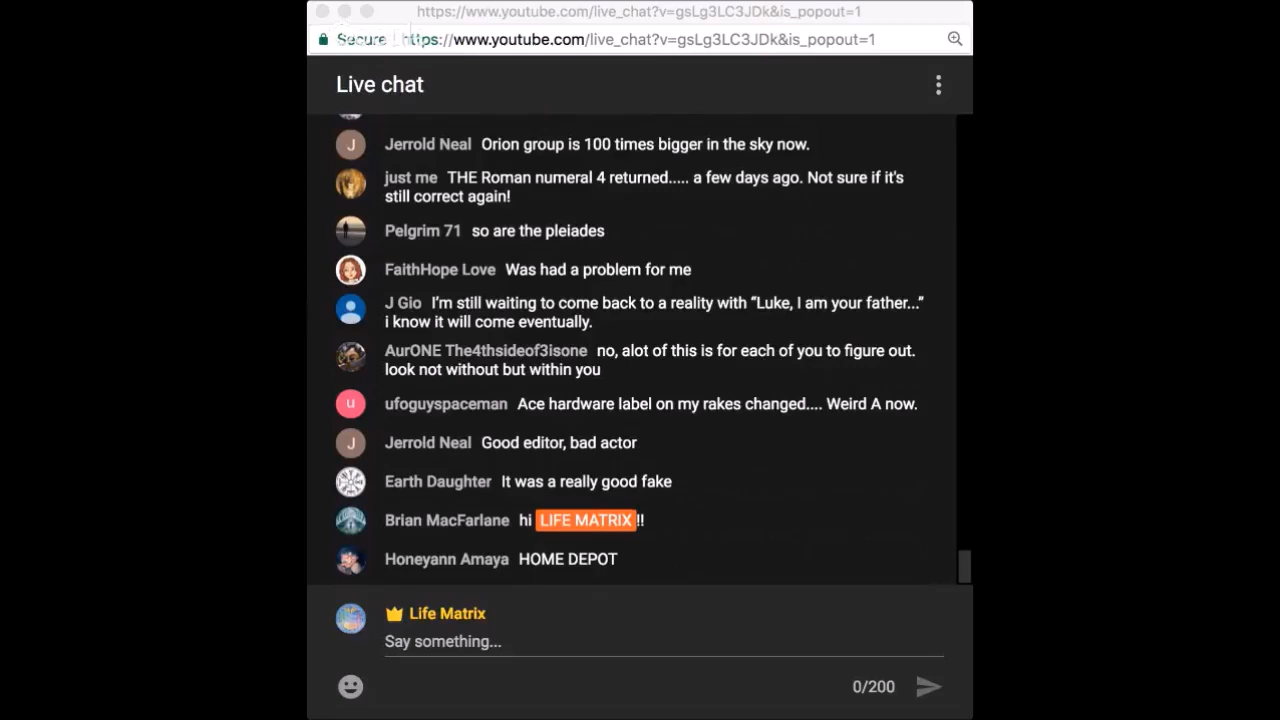 https://www.youtube.com/live_chat?v=gsLg3LC3JDk&is_popout=1
Secure https://www.youtube.com/live_chat?v=gsLg3LC3JDk&is_popout=1
Live chat
J Jerrold Neal Orion group is 100 times bigger in the sky now.
just me THE Roman numeral 4 returned..... a few days ago. Not sure if it's
still correct again!
Pelgrim 71 so are the pleiades
FaithHope Love Was had a problem for me
J Gio I'm still waiting to come back to a reality with “Luke, I am your father...”
i know it will come eventually.
AurONE The4thsideof3isone no, alot of this is for each of you to figure out.
look not without but within you
u ufoguyspaceman Ace hardware label on my rakes changed.... Weird A now.
J Jerrold Neal Good editor, bad actor
Earth Daughter It was a really good fake
Brian MacFarlane hi LIFE MATRIX!!
Honeyann Amaya HOME DEPOT
Life Matrix
Say something...
0/200